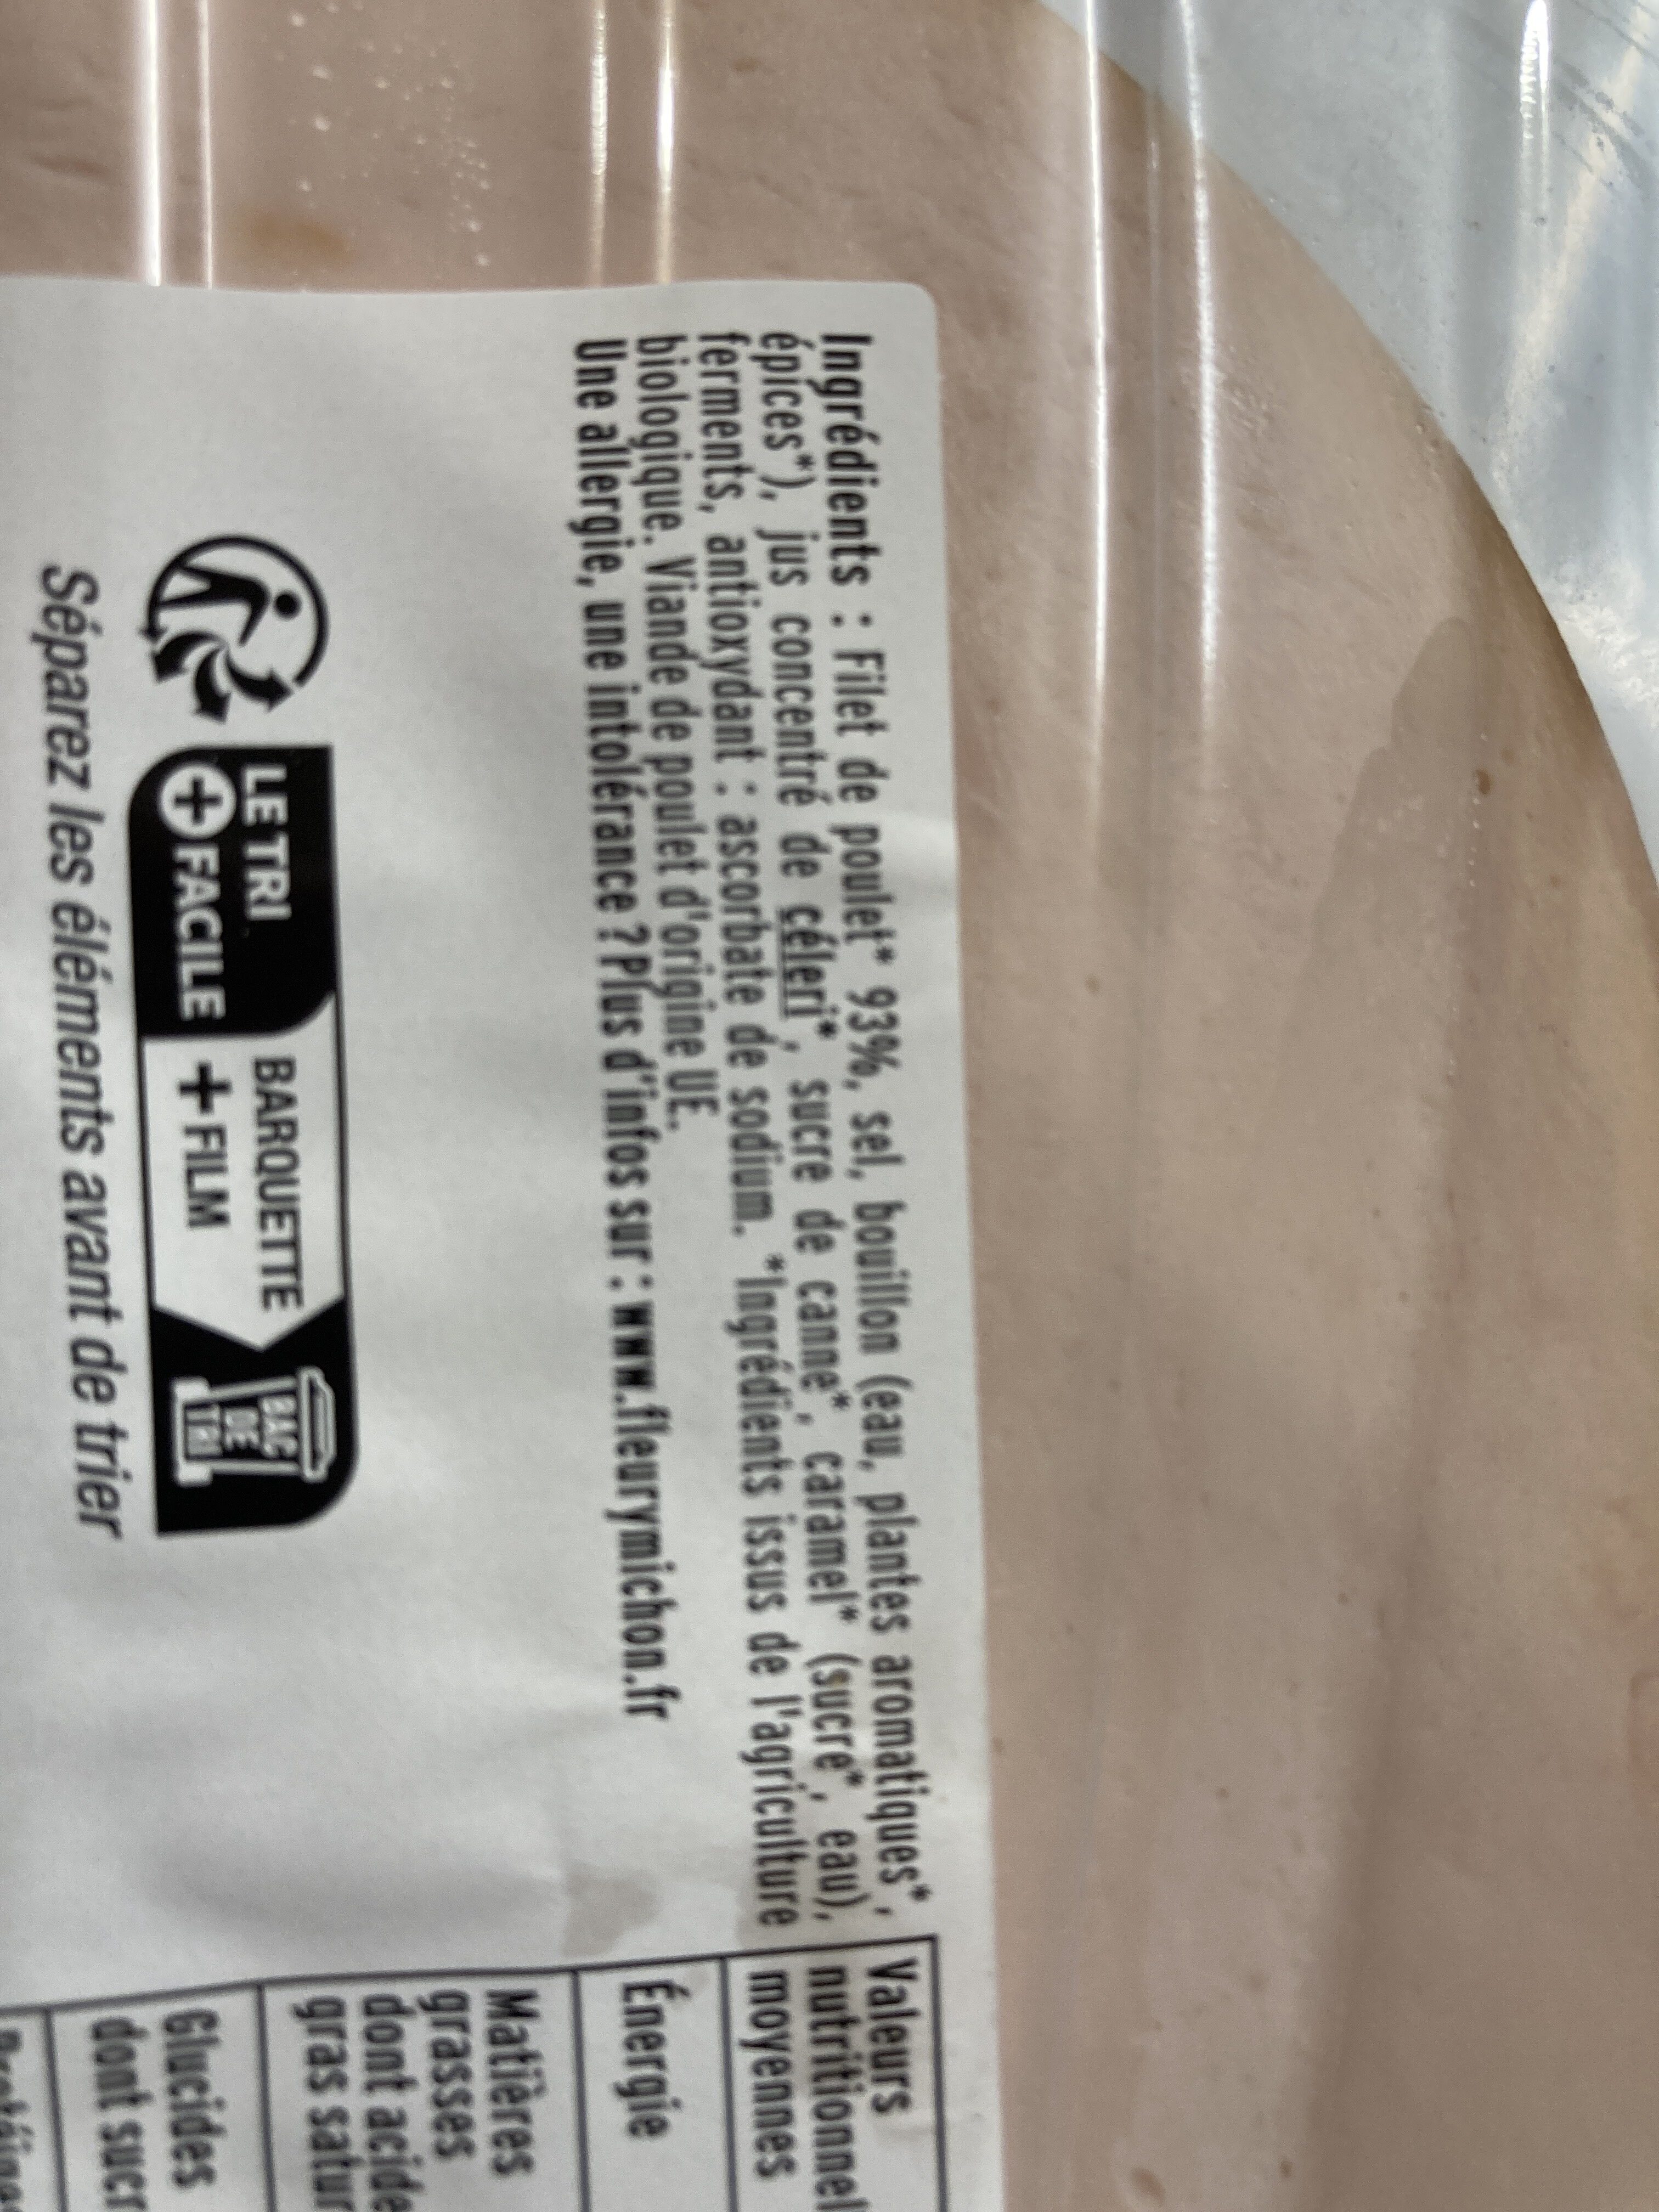 Ingrédients : Filet de poulet* 93%, sel, bouillon (eau, plantes aromatiques*,
épices*), jus concentré de céleri*, sucre de canne*, caramel* (sucre*, eau),
ferments, antioxydant : ascorbate de sodium. *Ingrédients issus de l'agriculture
biologique. Viande de poulet d'origine UE.
Une allergie, une intolérance ? Plus d'infos sur : www.fleurymichon.fr
LE TRI
+ FACILE
BARQUETTE
+ FILM
BAC
DE
TRI
Séparez les éléments avant de trier
Valeurs
nutritionnel
moyennes
Énergie
Matières
grasses
dont acide
gras satur
Glucides
dont sucr